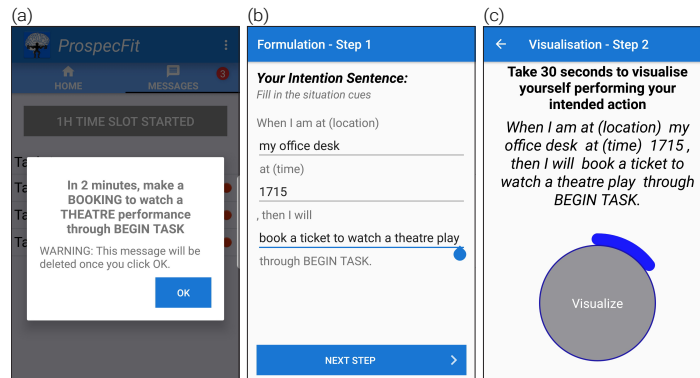 (a)
ProspecFit
HOME
MESSAGES
3
1H TIME SLOT STARTED
In 2 minutes, make a
BOOKING to watch a
THEATRE performance
through BEGIN TASK
WARNING: This message will be
deleted once you click OK.
OK
(b)
Formulation - Step 1
Your Intention Sentence:
Fill in the situation cues
When I am at (location)
my office desk
at (time)
1715
, then I will
book a ticket to watch a theatre play
through BEGIN TASK.
NEXT STEP
(c)
Visualisation - Step 2
Take 30 seconds to visualise
yourself performing your
intended action
When I am at (location) my
office desk at (time) 1715 ,
then I will book a ticket to
watch a theatre play through
BEGIN TASK.
Visualize